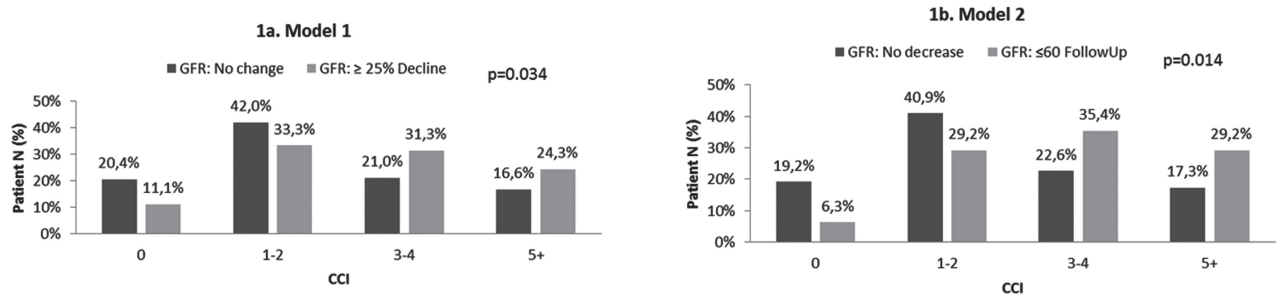 1a. Model 1
GFR: No change GFR: ≥ 25% Decline
p=0.034
Patient N (%)
50%
40%
30%
20%
10%
0%
20,4% 11,1% 42,0% 33,3% 21,0% 31,3% 16,6% 24,3%
0 1-2 3-4 5+
CCI
1b. Model 2
GFR: No decrease GFR: ≤60 FollowUp
p=0.014
Patient N (%)
50%
40%
30%
20%
10%
0%
19,2% 6,3% 40,9% 29,2% 22,6% 35,4% 17,3% 29,2%
0 1-2 3-4 5+
CCI